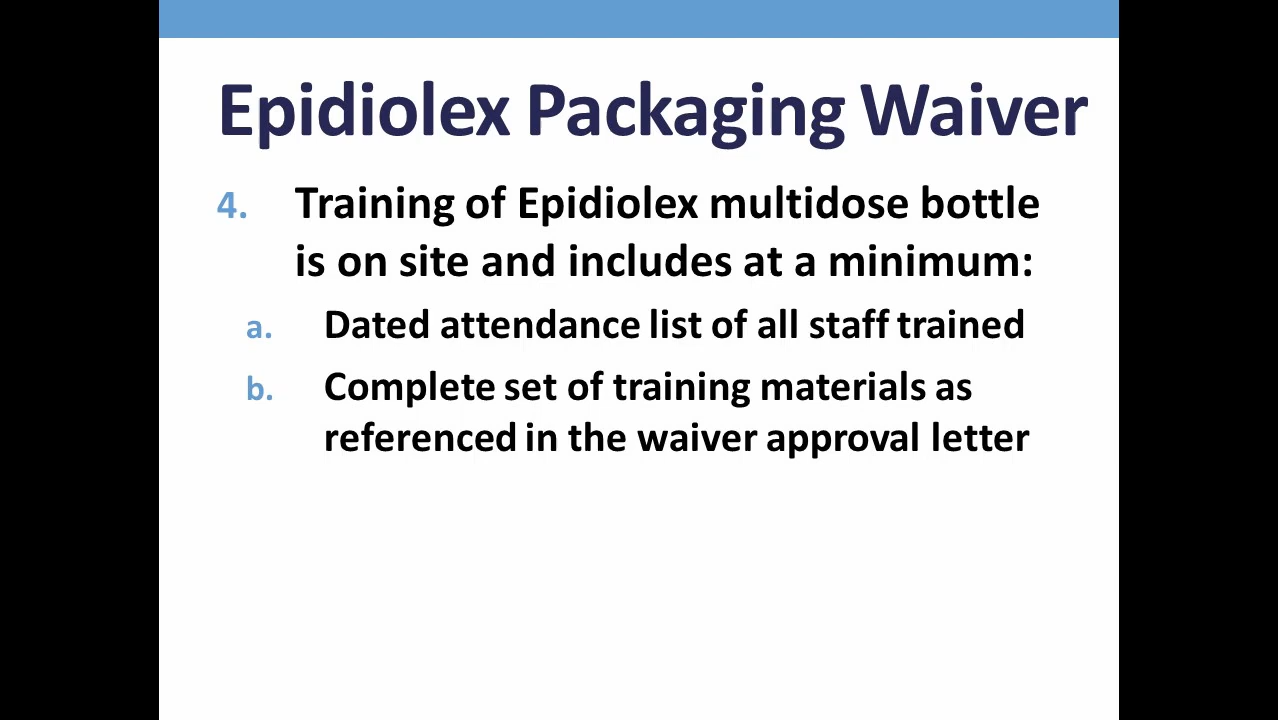 Epidiolex Packaging Waiver
4. Training of Epidiolex multidose bottle
is on site and includes at a minimum:
a. Dated attendance list of all staff trained
b. Complete set of training materials as
referenced in the waiver approval letter